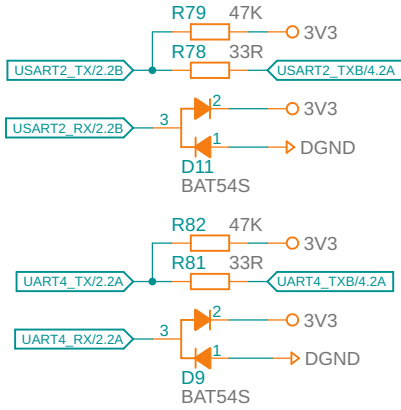 R79 47K
3V3
R78 33R
USART2_TX/2.2B USART2_TXB/4.2A
2 3V3
USART2_RX/2.2B 3
1 DGND
D11
BAT54S
R82 47K
3V3
R81 33R
UART4_TX/2.2A UART4_TXB/4.2A
2 3V3
UART4_RX/2.2A 3
1 DGND
D9
BAT54S